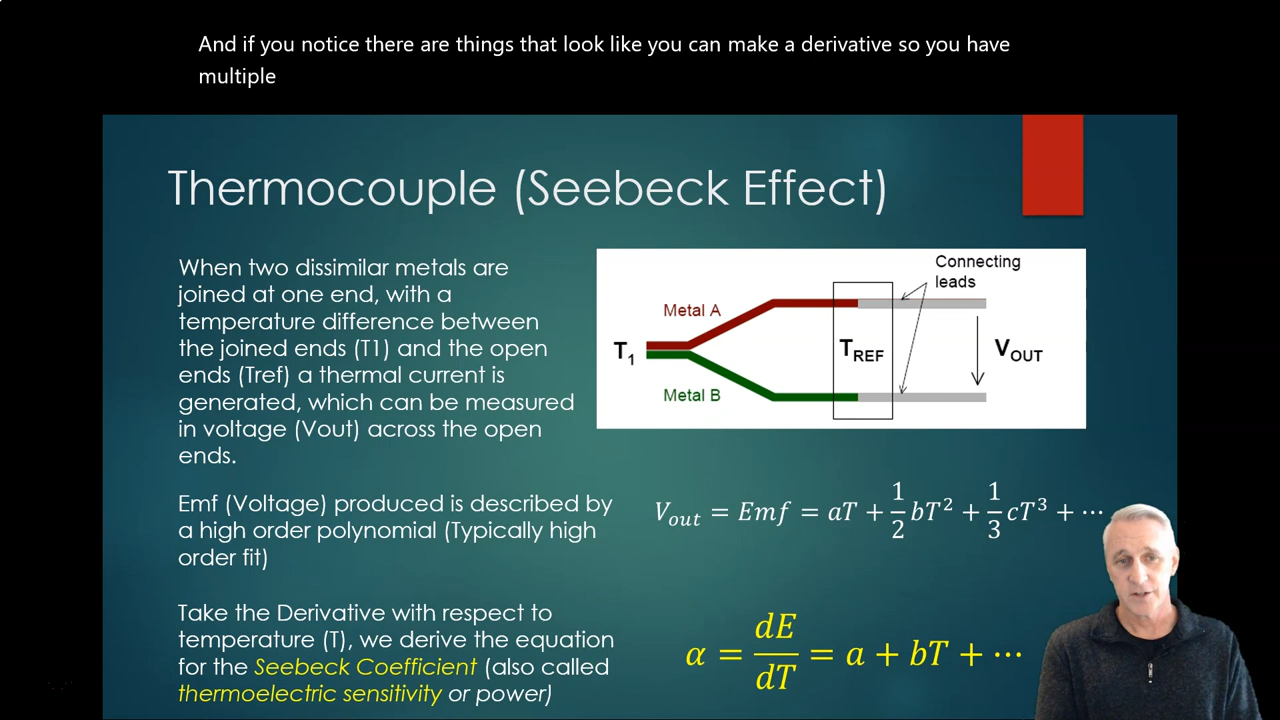 And if you notice there are things that look like you can make a derivative so you have
multiple
Thermocouple (Seebeck Effect)
When two dissimilar metals are
joined at one end, with a
temperature difference between
the joined ends (T1) and the open
ends (Tref) a thermal current is
generated, which can be measured
in voltage (Vout) across the open
ends.
Connecting
leads
Metal A
T₁
T_REF
V_OUT
Metal B
Emf (Voltage) produced is described by
a high order polynomial (Typically high
order fit)
V_out = Emf = aT + 1/2 bT² + 1/3 cT³ + ⋯
Take the Derivative with respect to
temperature (T), we derive the equation
for the Seebeck Coefficient (also called
thermoelectric sensitivity or power)
α = dE/dT = a + bT + ⋯